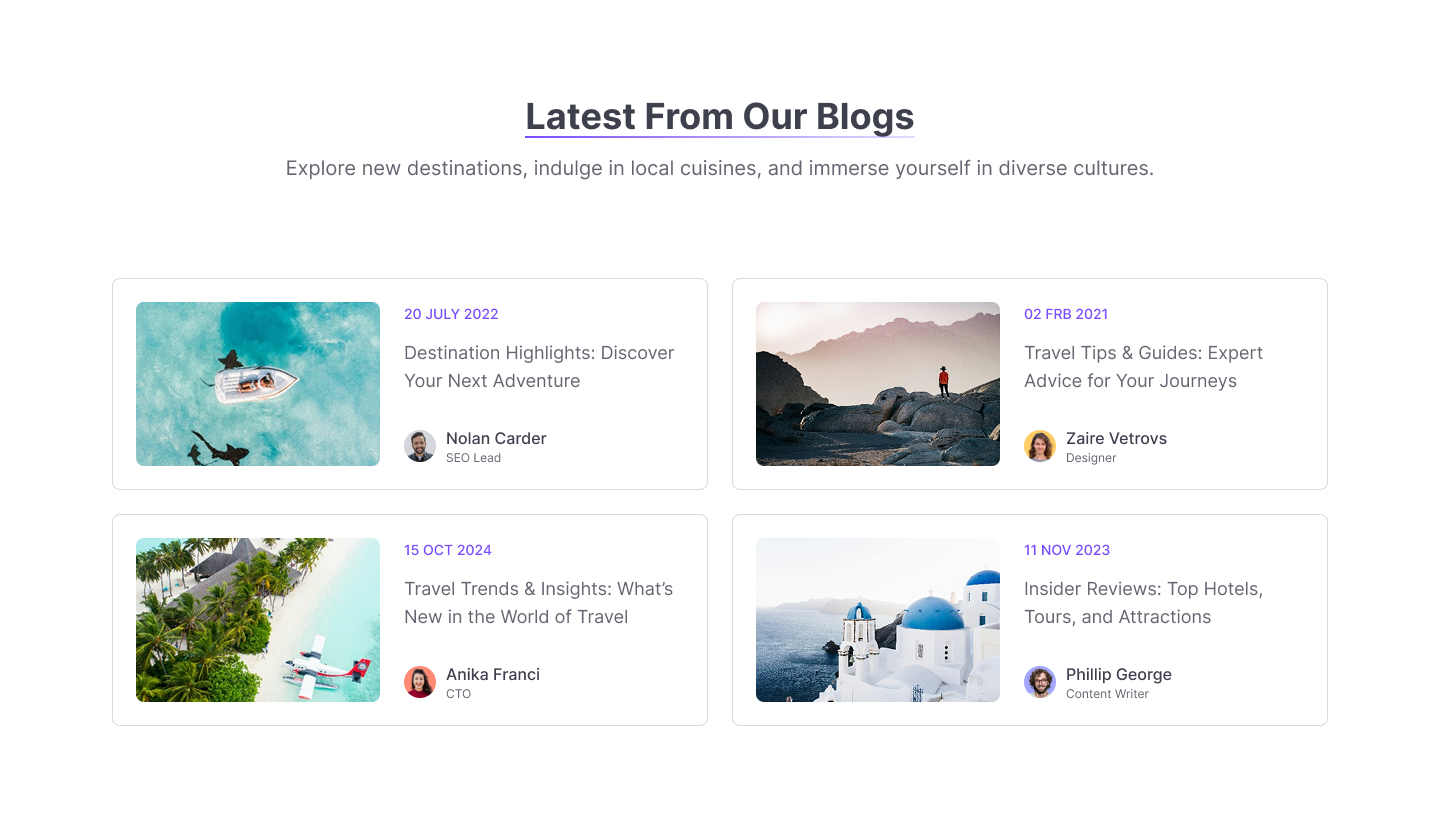 Latest From Our Blogs
Explore new destinations, indulge in local cuisines, and immerse yourself in diverse cultures.
20 JULY 2022
Destination Highlights: Discover
Your Next Adventure
Nolan Carder
SEO Lead
02 FRB 2021
Travel Tips & Guides: Expert
Advice for Your Journeys
Zaire Vetrovs
Designer
15 OCT 2024
Travel Trends & Insights: What’s
New in the World of Travel
Anika Franci
CTO
11 NOV 2023
Insider Reviews: Top Hotels,
Tours, and Attractions
Phillip George
Content Writer